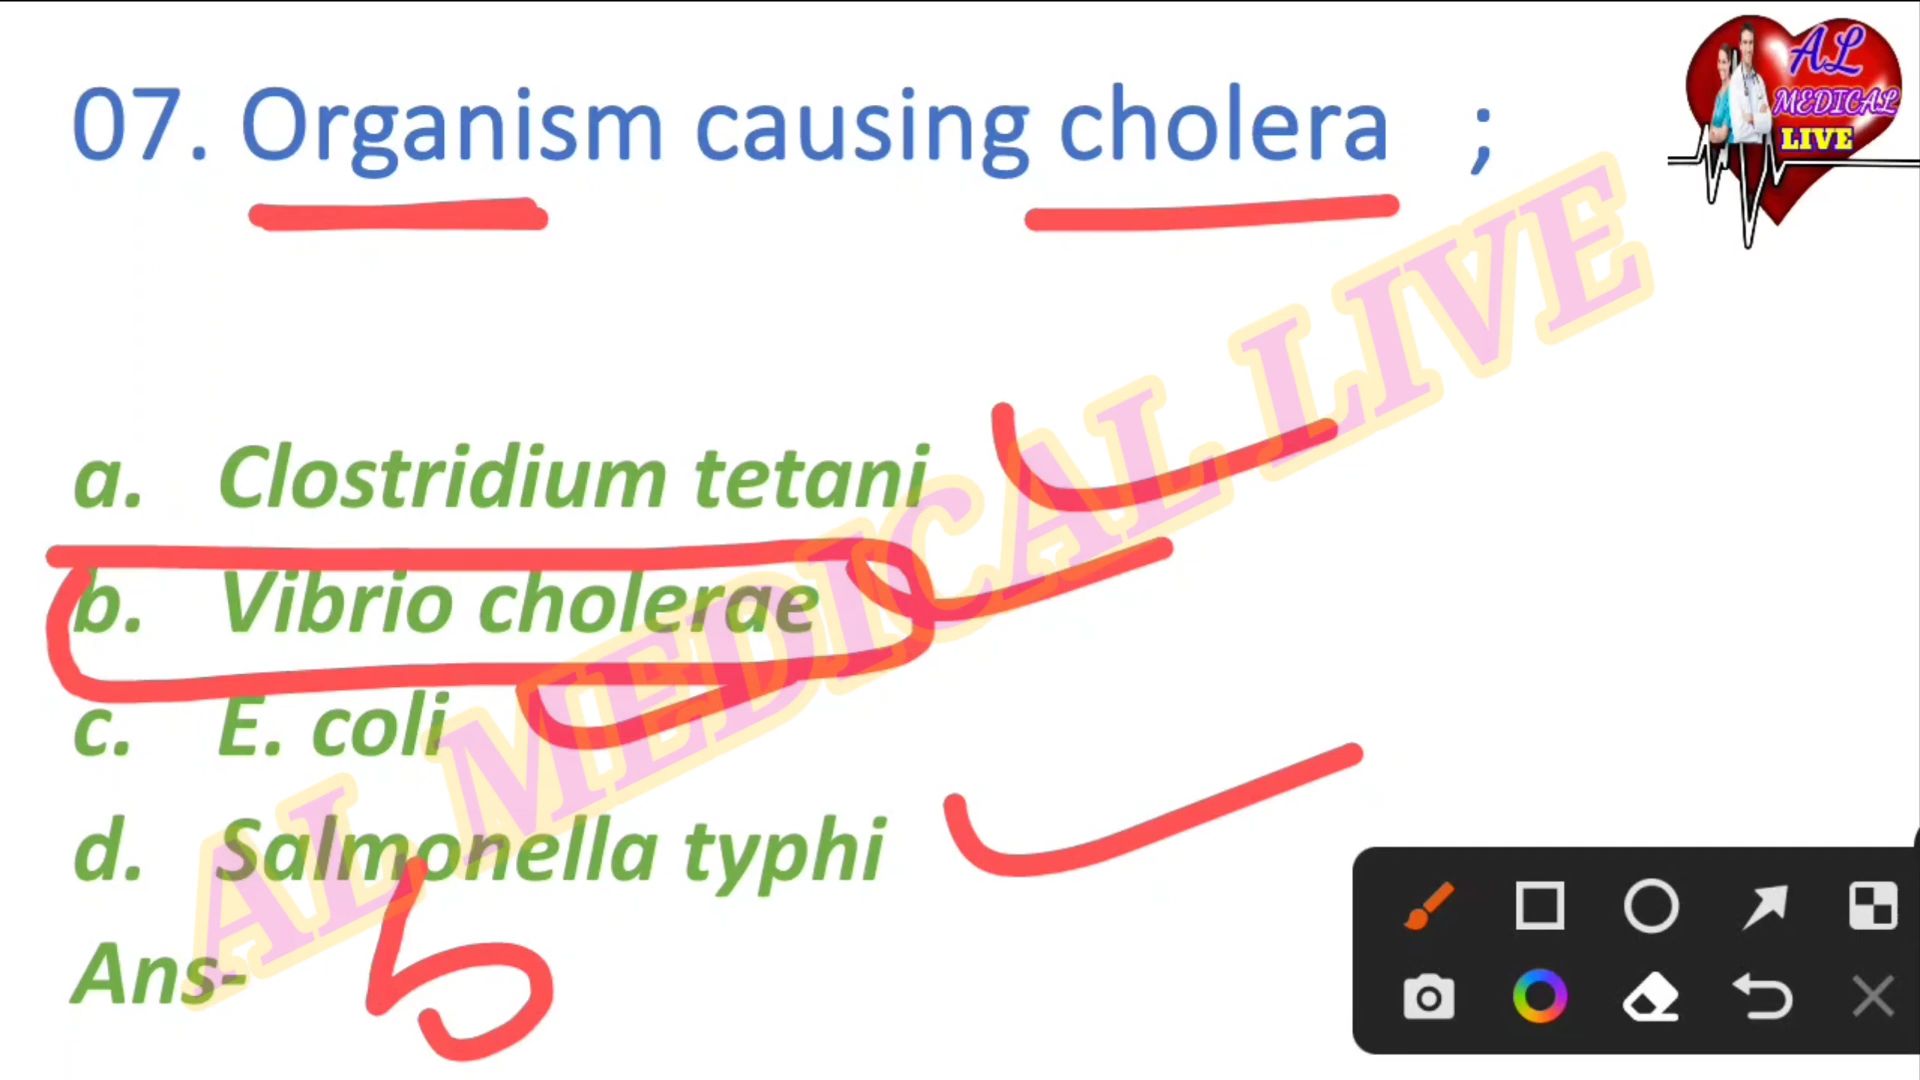 07. Organism causing cholera ;
a. Clostridium tetani
b. Vibrio cholerae
c. E. coli
d. Salmonella typhi
Ans- b
AL MEDICAL LIVE
AL
MEDICAL
LIVE